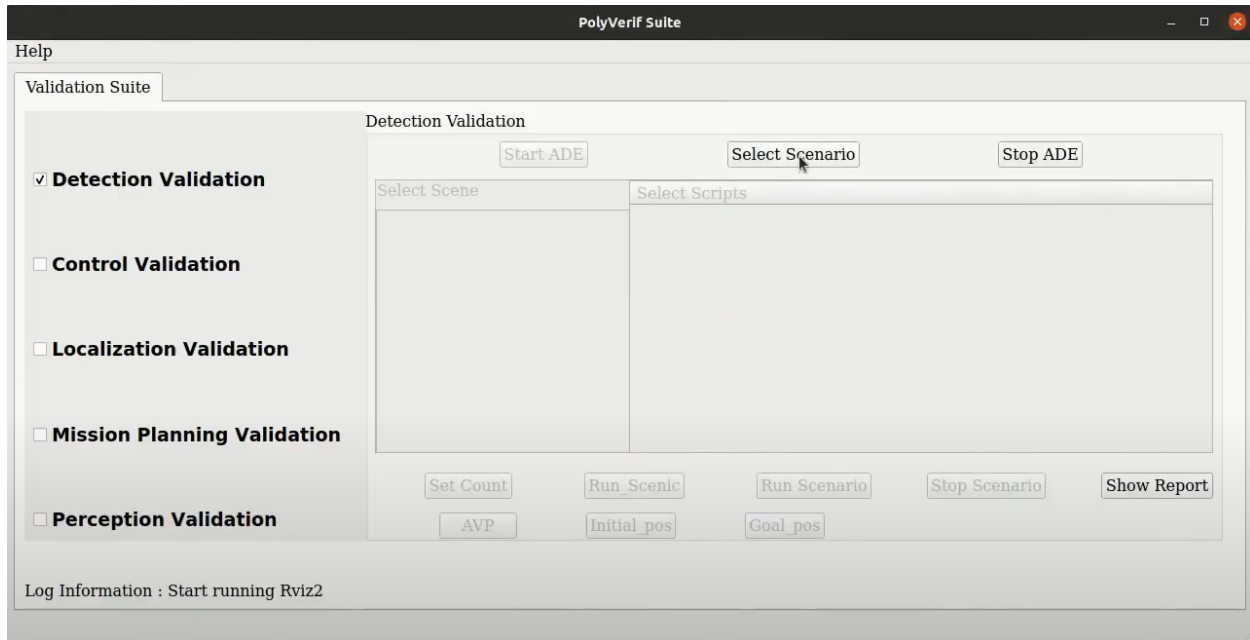 PolyVerif Suite
Help
Validation Suite
Detection Validation
Start ADE
Select Scenario
Stop ADE
Detection Validation
Control Validation
Localization Validation
Mission Planning Validation
Perception Validation
Select Scene
Select Scripts
Set Count
Run_Scenic
Run Scenario
Stop Scenario
Show Report
AVP
Initial_pos
Goal_pos
Log Information : Start running Rviz2